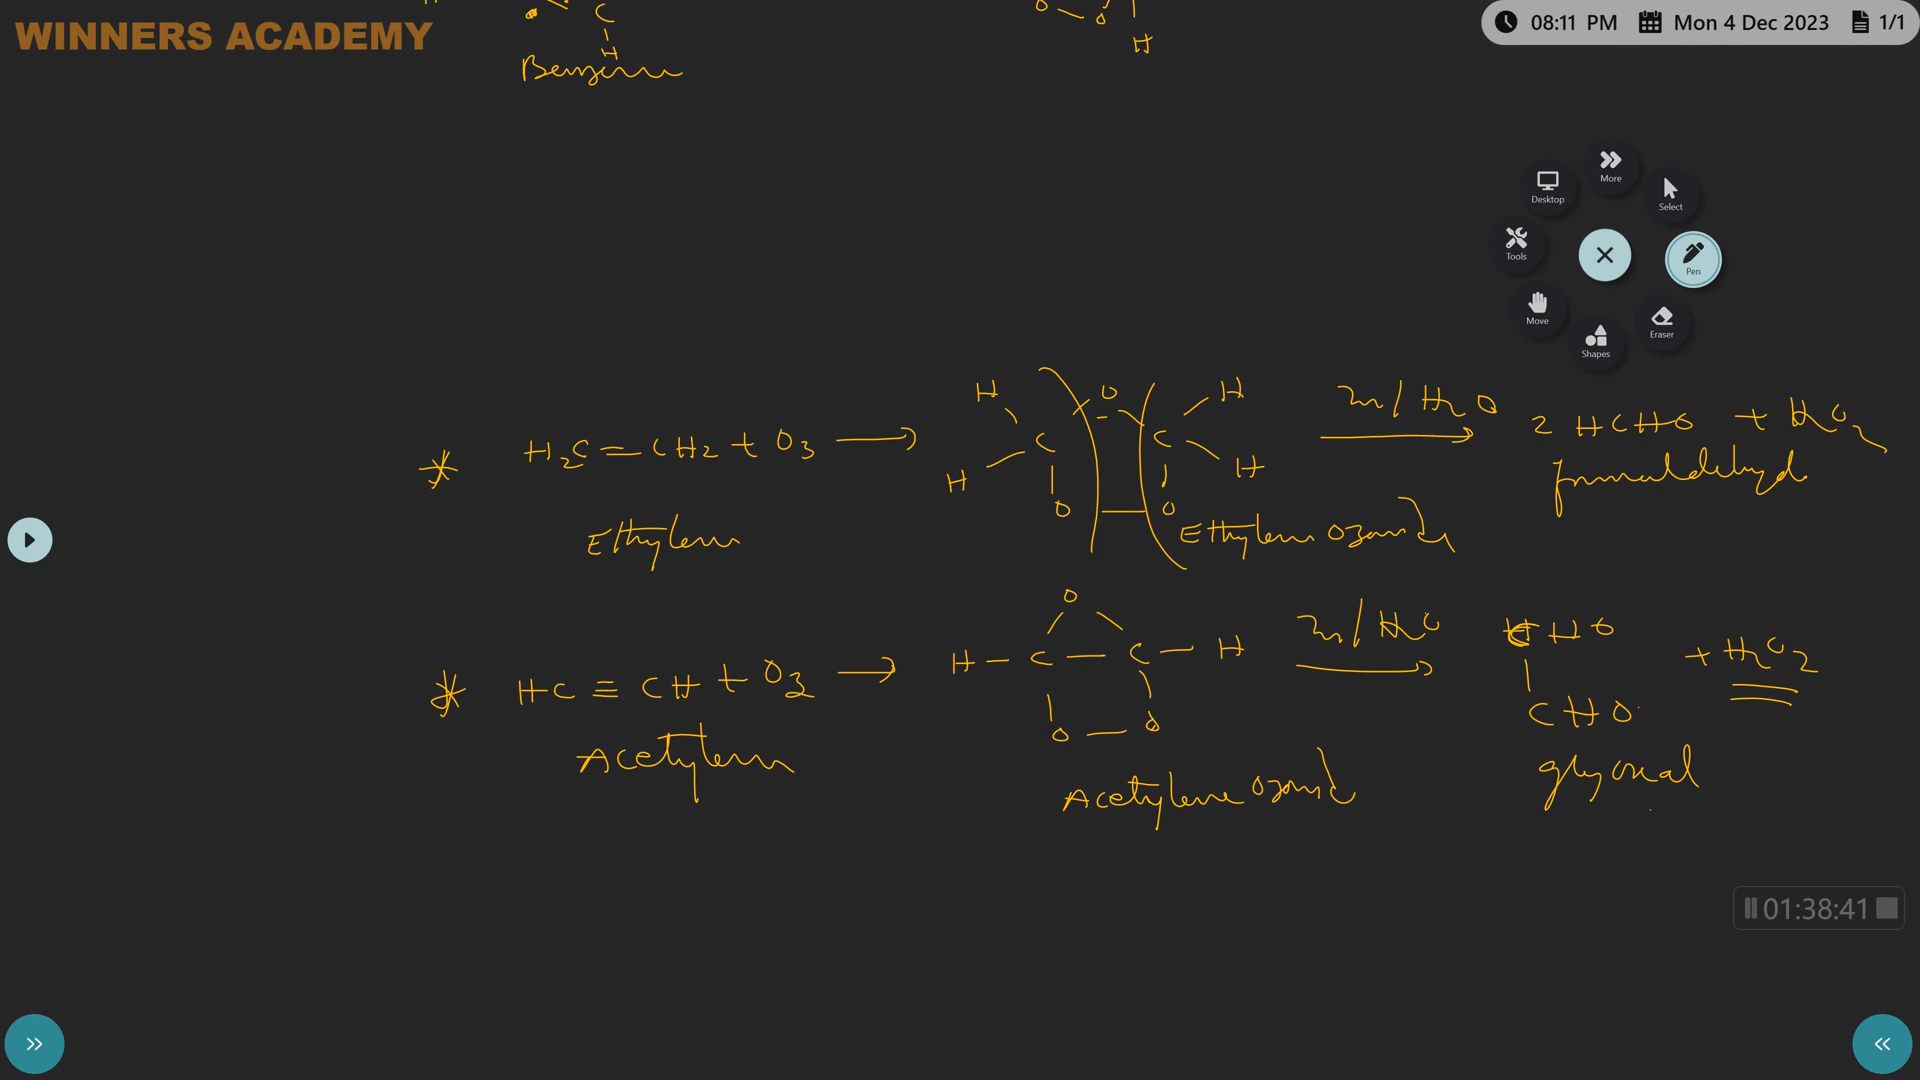 WINNERS ACADEMY
08:11 PM Mon 4 Dec 2023 1/1
C
O O
H H
Benzene
More
Desktop
Select
Tools
Pen
Move
Eraser
Shapes
H O H
H₂C = CH₂ + O₃ → C C Zn / H₂O → 2 HCHO + H₂O₂
H H
O O
formaldehyde
Ethylene
Ethylene ozonide
O
HC ≡ CH + O₃ → H - C - C - H Zn / H₂O → CHO + H₂O₂
O - O
CHO
Acetylene
Acetylene ozonide
glyoxal
01:38:41